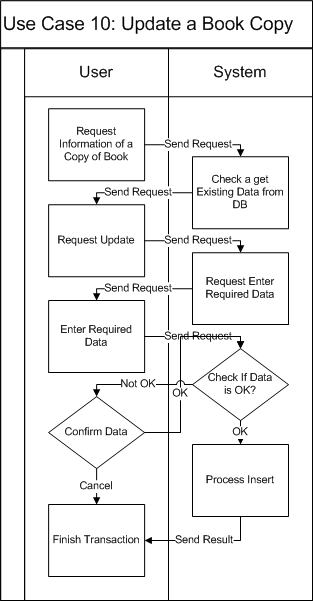 Use Case 10: Update a Book Copy
User
System
Request
Information of a
Copy of Book
Send Request
Check a get
Existing Data from
DB
Send Request
Request Update
Send Request
Request Enter
Required Data
Send Request
Enter Required
Data
Send Request
Check If Data
is OK?
Not OK
OK
Confirm Data
OK
Cancel
Process Insert
Finish Transaction
Send Result